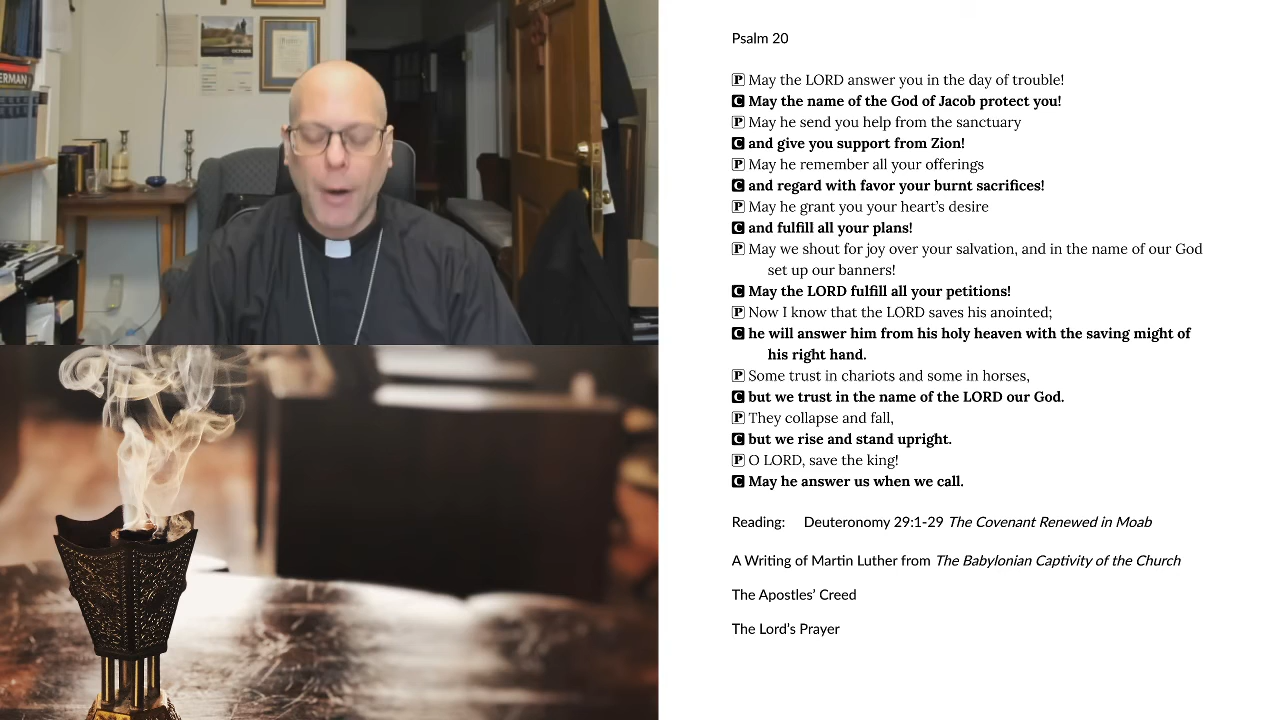 ERMAN
OCTOBER
Psalm 20
P May the LORD answer you in the day of trouble!
C May the name of the God of Jacob protect you!
P May he send you help from the sanctuary
C and give you support from Zion!
P May he remember all your offerings
C and regard with favor your burnt sacrifices!
P May he grant you your heart’s desire
C and fulfill all your plans!
P May we shout for joy over your salvation, and in the name of our God
set up our banners!
C May the LORD fulfill all your petitions!
P Now I know that the LORD saves his anointed;
C he will answer him from his holy heaven with the saving might of
his right hand.
P Some trust in chariots and some in horses,
C but we trust in the name of the LORD our God.
P They collapse and fall,
C but we rise and stand upright.
P O LORD, save the king!
C May he answer us when we call.
Reading: Deuteronomy 29:1-29 The Covenant Renewed in Moab
A Writing of Martin Luther from The Babylonian Captivity of the Church
The Apostles’ Creed
The Lord’s Prayer